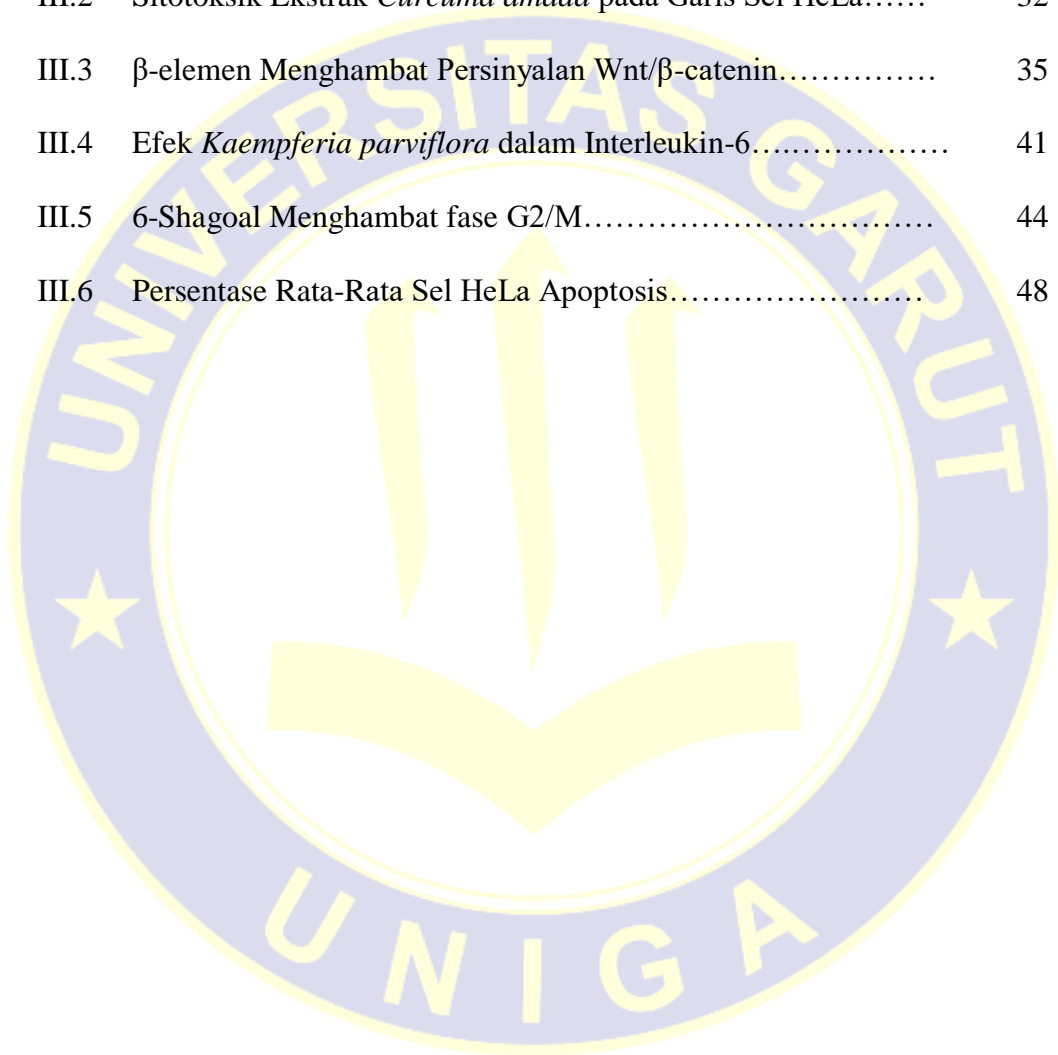 III.2 Sitotoksik Ekstrak Curcuma amada pada Garis Sel HeLa…… 32
III.3 β-elemen Menghambat Persinyalan Wnt/β-catenin…………… 35
III.4 Efek Kaempferia parviflora dalam Interleukin-6……………… 41
III.5 6-Shagoal Menghambat fase G2/M…………………………… 44
III.6 Persentase Rata-Rata Sel HeLa Apoptosis…………………… 48
UNIVERSITAS GARUT
UNIGA